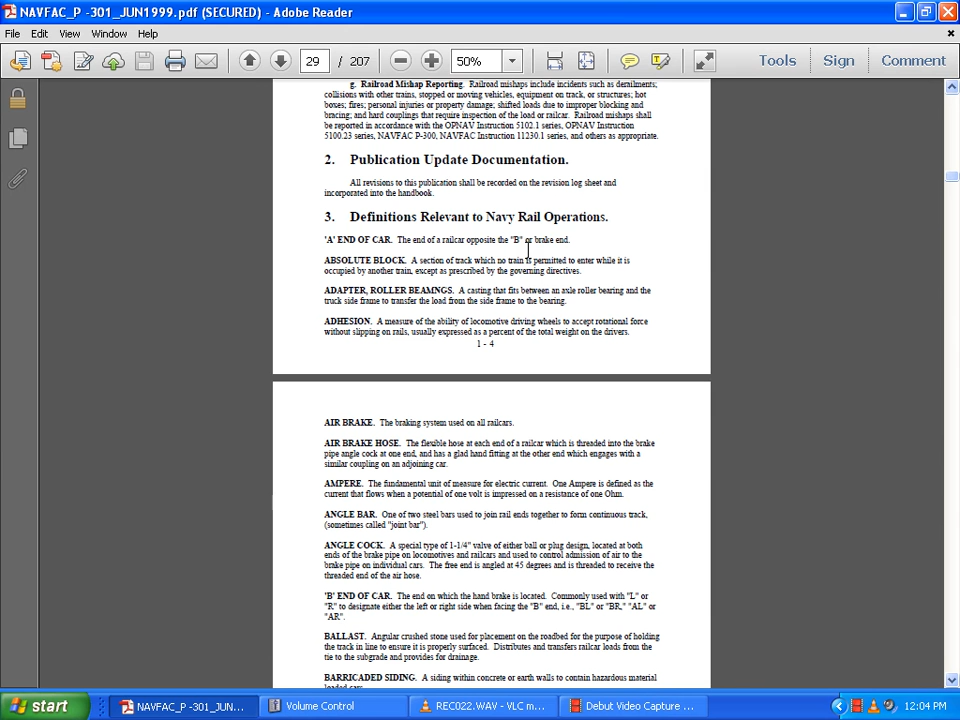 NAVFAC_P -301_JUN1999.pdf (SECURED) - Adobe Reader
File Edit View Window Help
29 / 207 50% Tools Sign Comment
g. Railroad Mishap Reporting. Railroad mishaps include incidents such as derailments;
collisions with other trains, stopped or moving vehicles, equipment on track, or structures; hot
boxes; fires; personal injuries or property damage; shifted loads due to improper blocking and
bracing; and hard couplings that require inspection of the load or railcar. Railroad mishaps shall
be reported in accordance with the OPNAV Instruction 5102.1 series, OPNAV Instruction
5100.23 series, NAVFAC P-300, NAVFAC Instruction 11230.1 series, and others as appropriate.
2. Publication Update Documentation.
All revisions to this publication shall be recorded on the revision log sheet and
incorporated into the handbook.
3. Definitions Relevant to Navy Rail Operations.
'A' END OF CAR. The end of a railcar opposite the "B" or brake end.
ABSOLUTE BLOCK. A section of track which no train is permitted to enter while it is
occupied by another train, except as prescribed by the governing directives.
ADAPTER, ROLLER BEAMNGS. A casting that fits between an axle roller bearing and the
truck side frame to transfer the load from the side frame to the bearing.
ADHESION. A measure of the ability of locomotive driving wheels to accept rotational force
without slipping on rails, usually expressed as a percent of the total weight on the drivers.
1 - 4
AIR BRAKE. The braking system used on all railcars.
AIR BRAKE HOSE. The flexible hose at each end of a railcar which is threaded into the brake
pipe angle cock at one end, and has a glad hand fitting at the other end which engages with a
similar coupling on an adjoining car.
AMPERE. The fundamental unit of measure for electric current. One Ampere is defined as the
current that flows when a potential of one volt is impressed on a resistance of one Ohm.
ANGLE BAR. One of two steel bars used to join rail ends together to form continuous track,
(sometimes called "joint bar").
ANGLE COCK. A special type of 1-1/4" valve of either ball or plug design, located at both
ends of the brake pipe on locomotives and railcars and used to control admission of air to the
brake pipe on individual cars. The free end is angled at 45 degrees and is threaded to receive the
threaded end of the air hose.
'B' END OF CAR. The end on which the hand brake is located. Commonly used with "L" or
"R" to designate either the left or right side when facing the "B" end, i.e., "BL" or "BR," "AL" or
"AR".
BALLAST. Angular crushed stone used for placement on the roadbed for the purpose of holding
the track in line to ensure it is properly surfaced. Distributes and transfers railcar loads from the
tie to the subgrade and provides for drainage.
BARRICADED SIDING. A siding within concrete or earth walls to contain hazardous material
loaded cars.
start NAVFAC_P -301_JUN... Volume Control REC022.WAV - VLC m... Debut Video Capture ... 12:04 PM